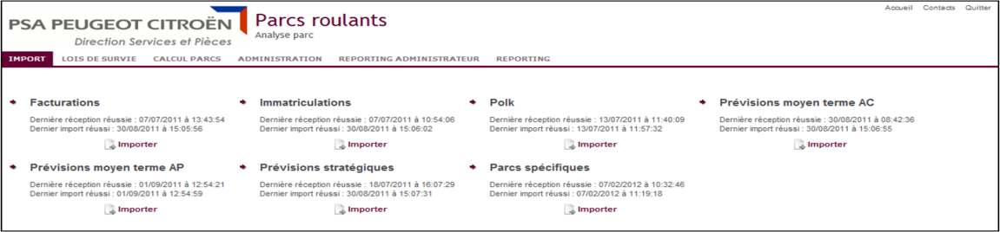 Accueil Contacts Quitter
PSA PEUGEOT CITROËN
Direction Services et Pièces
Parcs roulants
Analyse parc
IMPORT LOIS DE SURVIE CALCUL PARCS ADMINISTRATION REPORTING ADMINISTRATEUR REPORTING
Facturations
Dernière réception réussie : 07/07/2011 à 13:43:54
Dernier import réussi : 30/08/2011 à 15:05:56
Importer
Immatriculations
Dernière réception réussie : 07/07/2011 à 10:54:06
Dernier import réussi : 30/08/2011 à 15:06:02
Importer
Polk
Dernière réception réussie : 13/07/2011 à 11:40:09
Dernier import réussi : 13/07/2011 à 11:57:32
Importer
Prévisions moyen terme AC
Dernière réception réussie : 30/08/2011 à 08:42:36
Dernier import réussi : 30/08/2011 à 15:06:55
Importer
Prévisions moyen terme AP
Dernière réception réussie : 01/09/2011 à 12:54:21
Dernier import réussi : 01/09/2011 à 12:54:59
Importer
Prévisions stratégiques
Dernière réception réussie : 18/07/2011 à 16:07:29
Dernier import réussi : 30/08/2011 à 15:07:31
Importer
Parcs spécifiques
Dernière réception réussie : 07/02/2012 à 10:32:46
Dernier import réussi : 07/02/2012 à 11:19:18
Importer